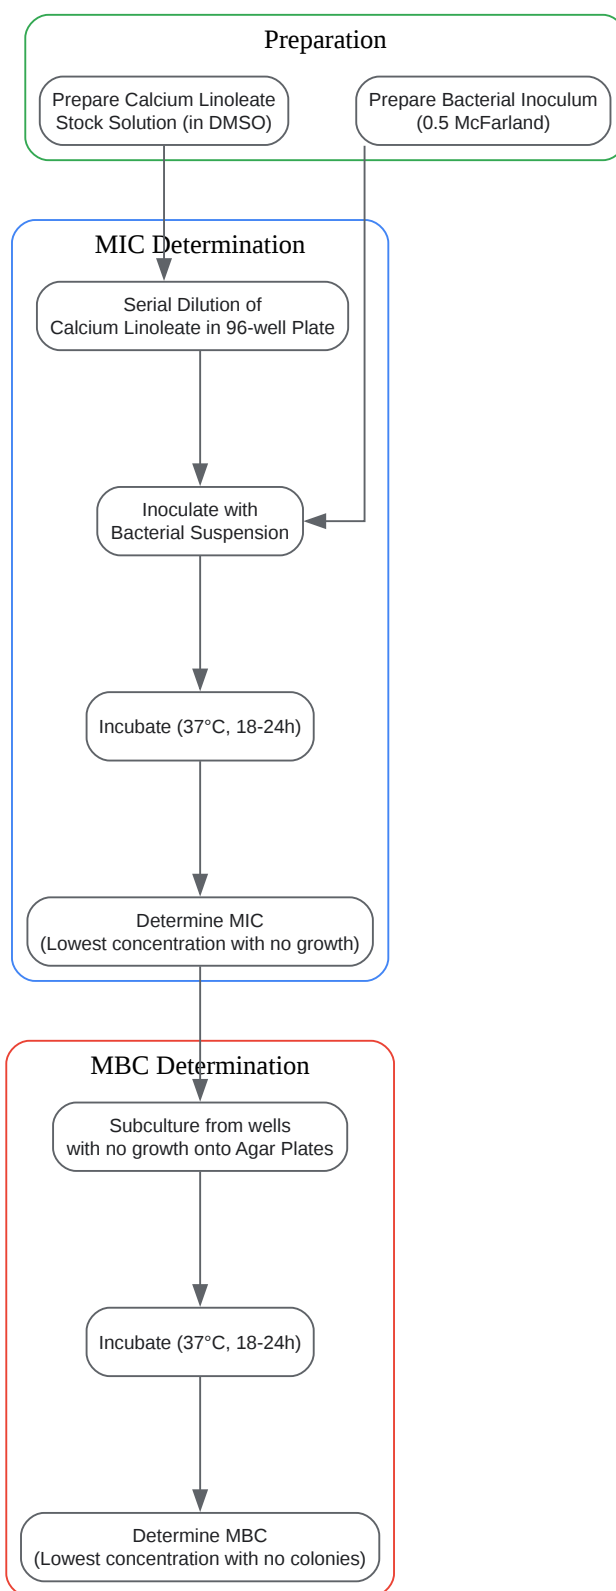 Preparation
Prepare Calcium Linoleate
Stock Solution (in DMSO)
Prepare Bacterial Inoculum
(0.5 McFarland)
MIC Determination
Serial Dilution of
Calcium Linoleate in 96-well Plate
Inoculate with
Bacterial Suspension
Incubate (37°C, 18-24h)
Determine MIC
(Lowest concentration with no growth)
MBC Determination
Subculture from wells
with no growth onto Agar Plates
Incubate (37°C, 18-24h)
Determine MBC
(Lowest concentration with no colonies)